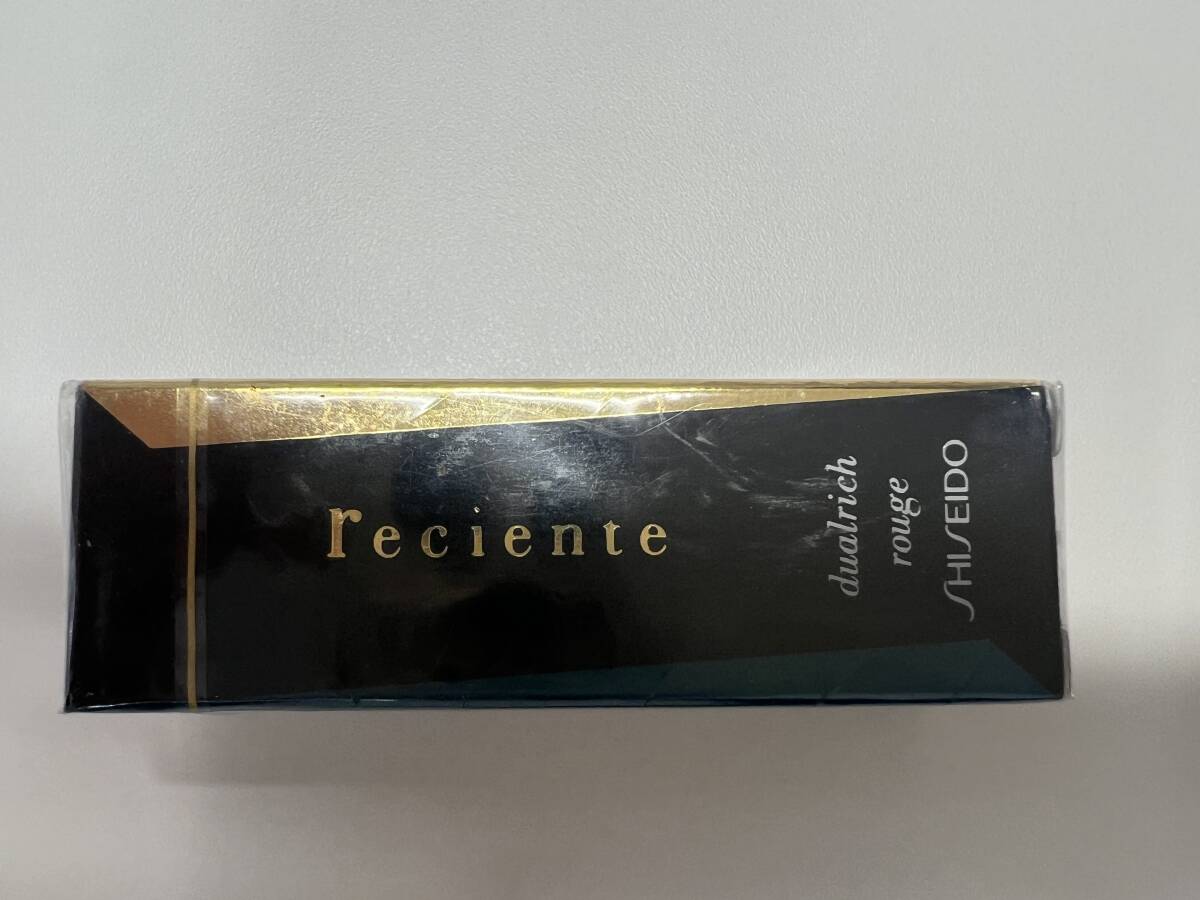 reciente
dualrich
rouge
SHISEIDO